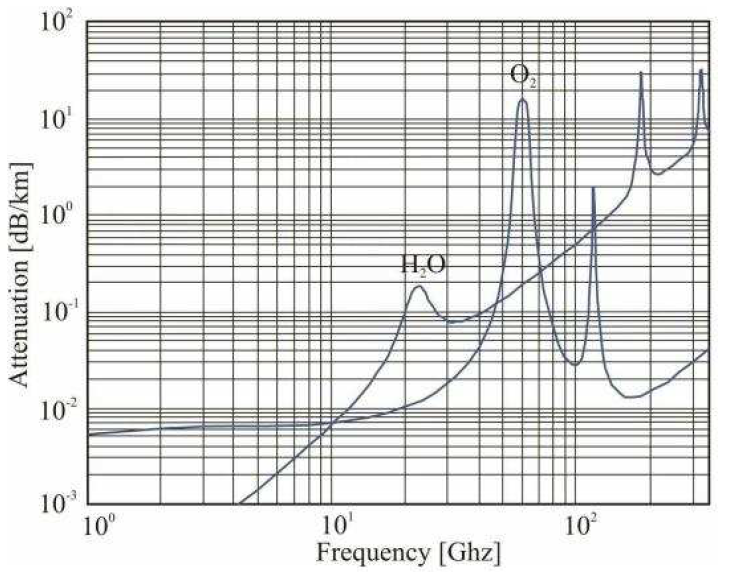 10²
O₂
10¹
10⁰
H₂O
10⁻¹
10⁻²
10⁻³
Attenuation [dB/km]
10⁰ 10¹ 10²
Frequency [Ghz]